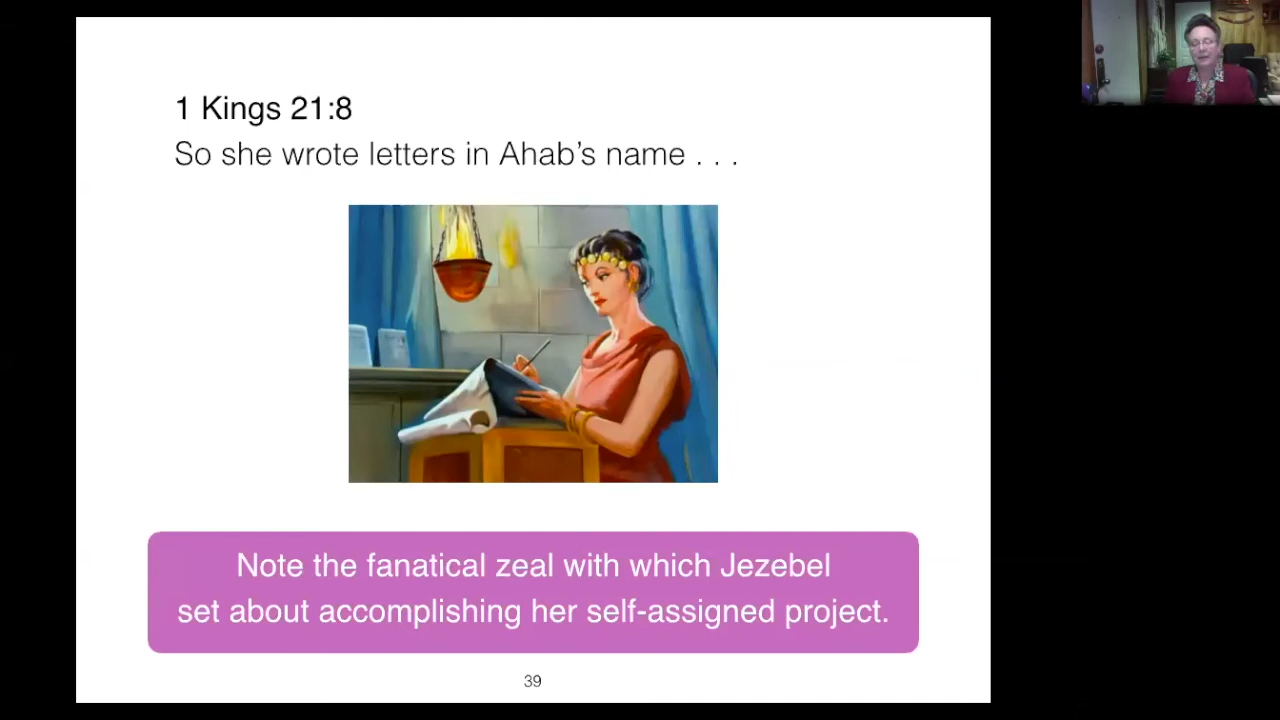 1 Kings 21:8
So she wrote letters in Ahab’s name . . .
Note the fanatical zeal with which Jezebel
set about accomplishing her self-assigned project.
39